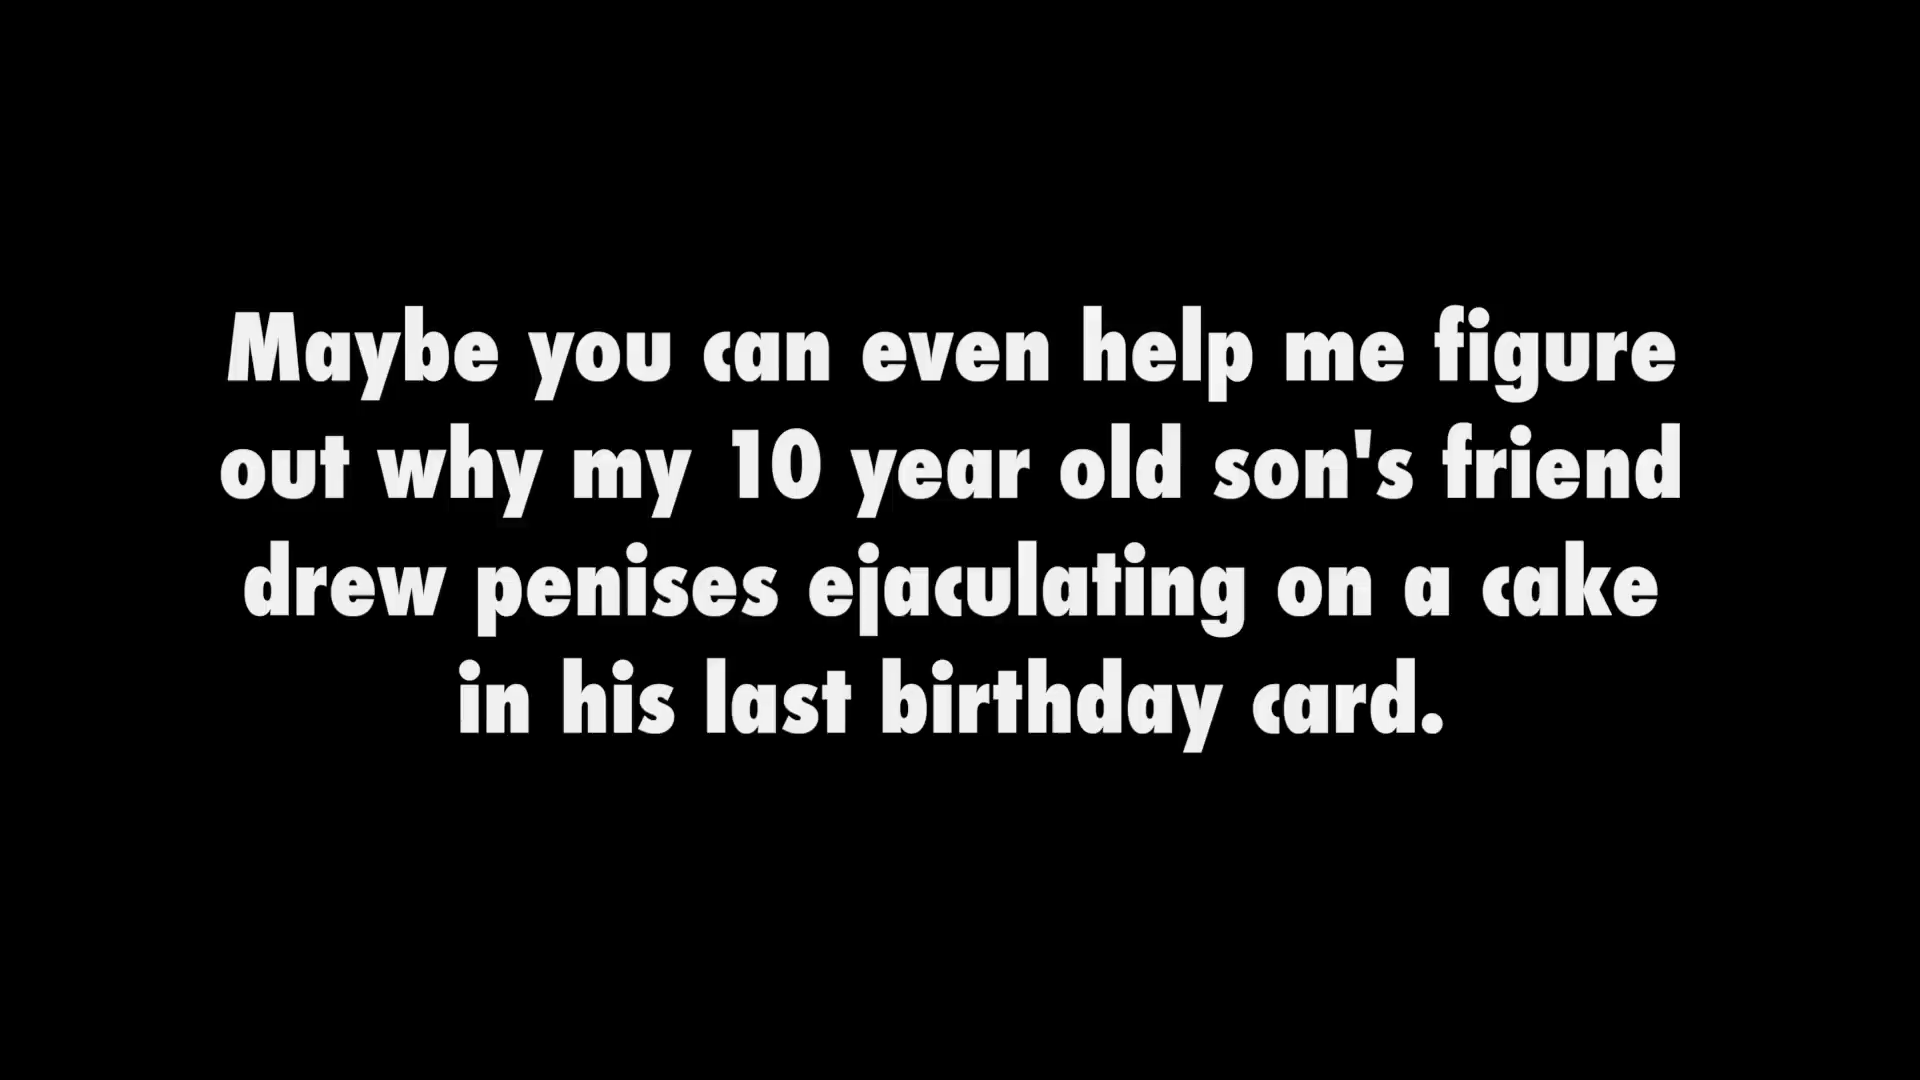 Maybe you can even help me figure
out why my 10 year old son's friend
drew penises ejaculating on a cake
in his last birthday card.